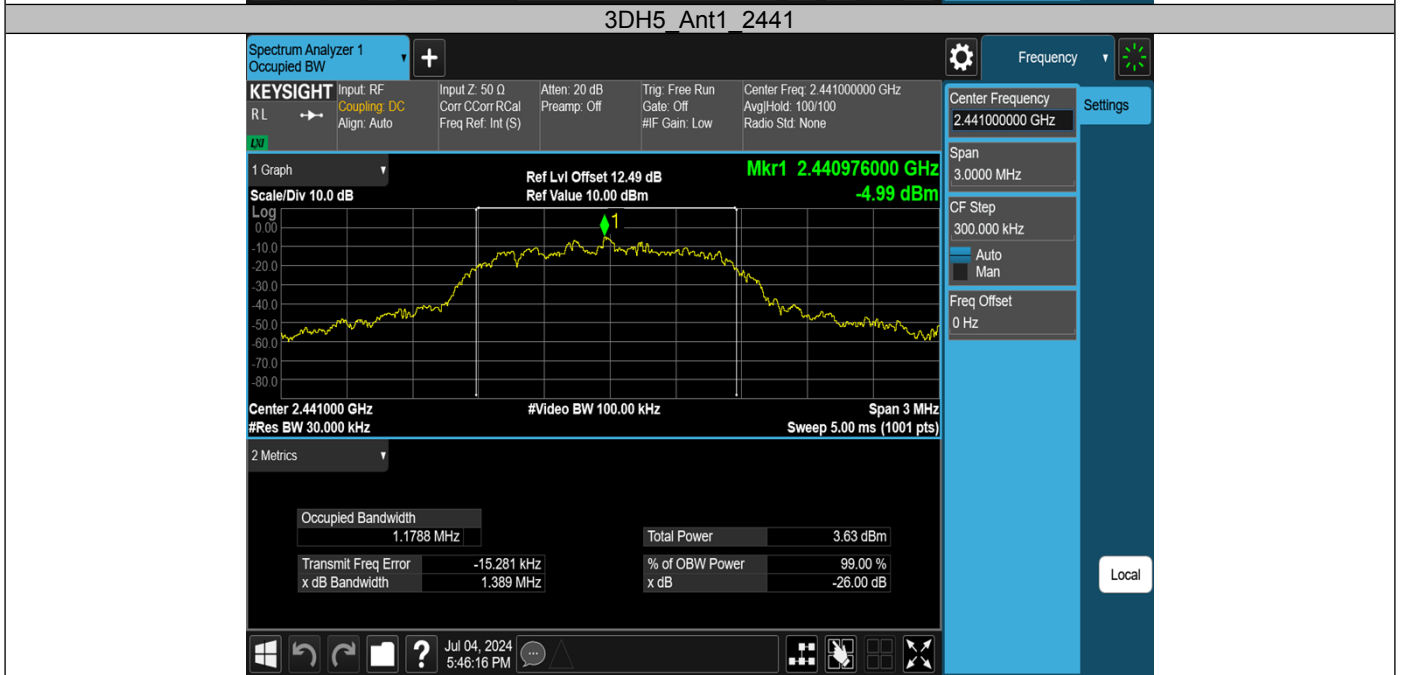 3DH5_Ant1_2441
Spectrum Analyzer 1
Occupied BW
+
Frequency
KEYSIGHT
RL
LXI
Input: RF
Coupling: DC
Align: Auto
Input Z: 50 Ω
Corr CCorr RCal
Freq Ref: Int (S)
Atten: 20 dB
Preamp: Off
Trig: Free Run
Gate: Off
#IF Gain: Low
Center Freq: 2.441000000 GHz
Avg|Hold: 100/100
Radio Std: None
Center Frequency
2.441000000 GHz
Settings
Span
3.0000 MHz
CF Step
300.000 kHz
Auto
Man
Freq Offset
0 Hz
1 Graph
Scale/Div 10.0 dB
Ref Lvl Offset 12.49 dB
Ref Value 10.00 dBm
Mkr1 2.440976000 GHz
-4.99 dBm
Log
0.00
-10.0
-20.0
-30.0
-40.0
-50.0
-60.0
-70.0
-80.0
1
Center 2.441000 GHz
#Res BW 30.000 kHz
#Video BW 100.00 kHz
Span 3 MHz
Sweep 5.00 ms (1001 pts)
2 Metrics
Occupied Bandwidth
1.1788 MHz
Transmit Freq Error -15.281 kHz
x dB Bandwidth 1.389 MHz
Total Power 3.63 dBm
% of OBW Power 99.00 %
x dB -26.00 dB
Local
?
Jul 04, 2024
5:46:16 PM